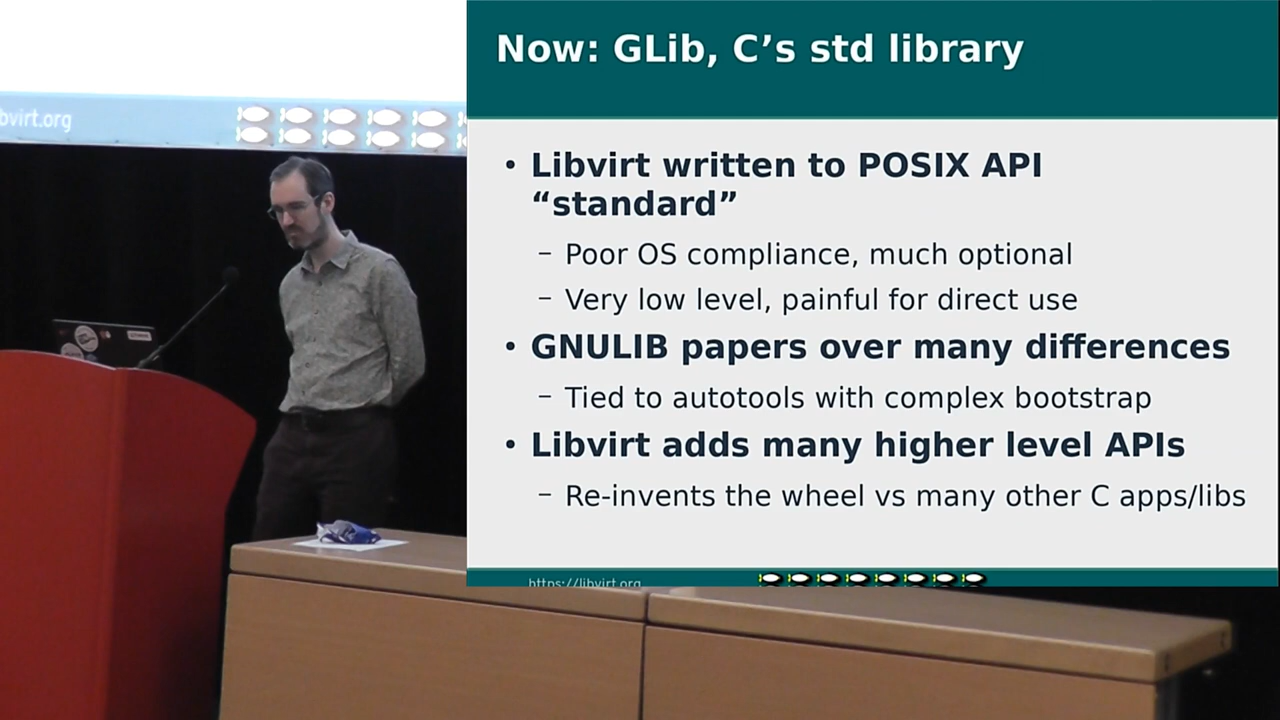 Now: GLib, C’s std library
bvirt.org
• Libvirt written to POSIX API
“standard”
– Poor OS compliance, much optional
– Very low level, painful for direct use
• GNULIB papers over many differences
– Tied to autotools with complex bootstrap
• Libvirt adds many higher level APIs
– Re-invents the wheel vs many other C apps/libs
https://libvirt.org